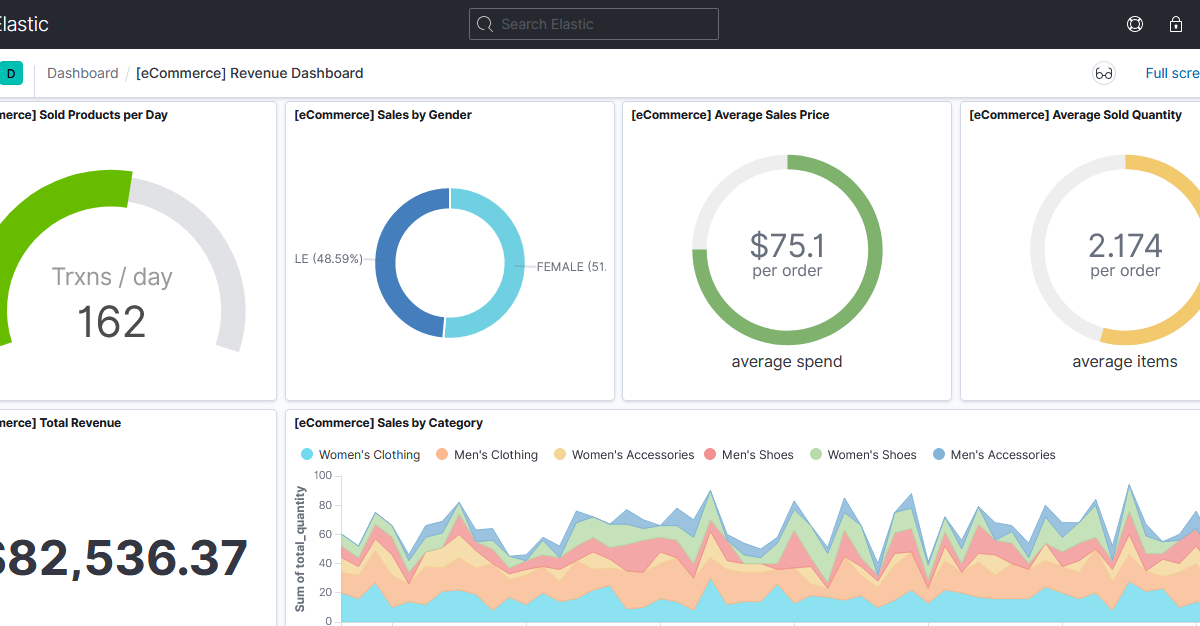 Elastic
Search Elastic
D
Dashboard / [eCommerce] Revenue Dashboard
Full scre
merce] Sold Products per Day
Trxns / day
162
[eCommerce] Sales by Gender
LE (48.59%)
FEMALE (51.
[eCommerce] Average Sales Price
$75.1
per order
average spend
[eCommerce] Average Sold Quantity
2.174
per order
average items
merce] Total Revenue
$82,536.37
[eCommerce] Sales by Category
Women's Clothing
Men's Clothing
Women's Accessories
Men's Shoes
Women's Shoes
Men's Accessories
Sum of total_quantity
100
80
60
40
20
0